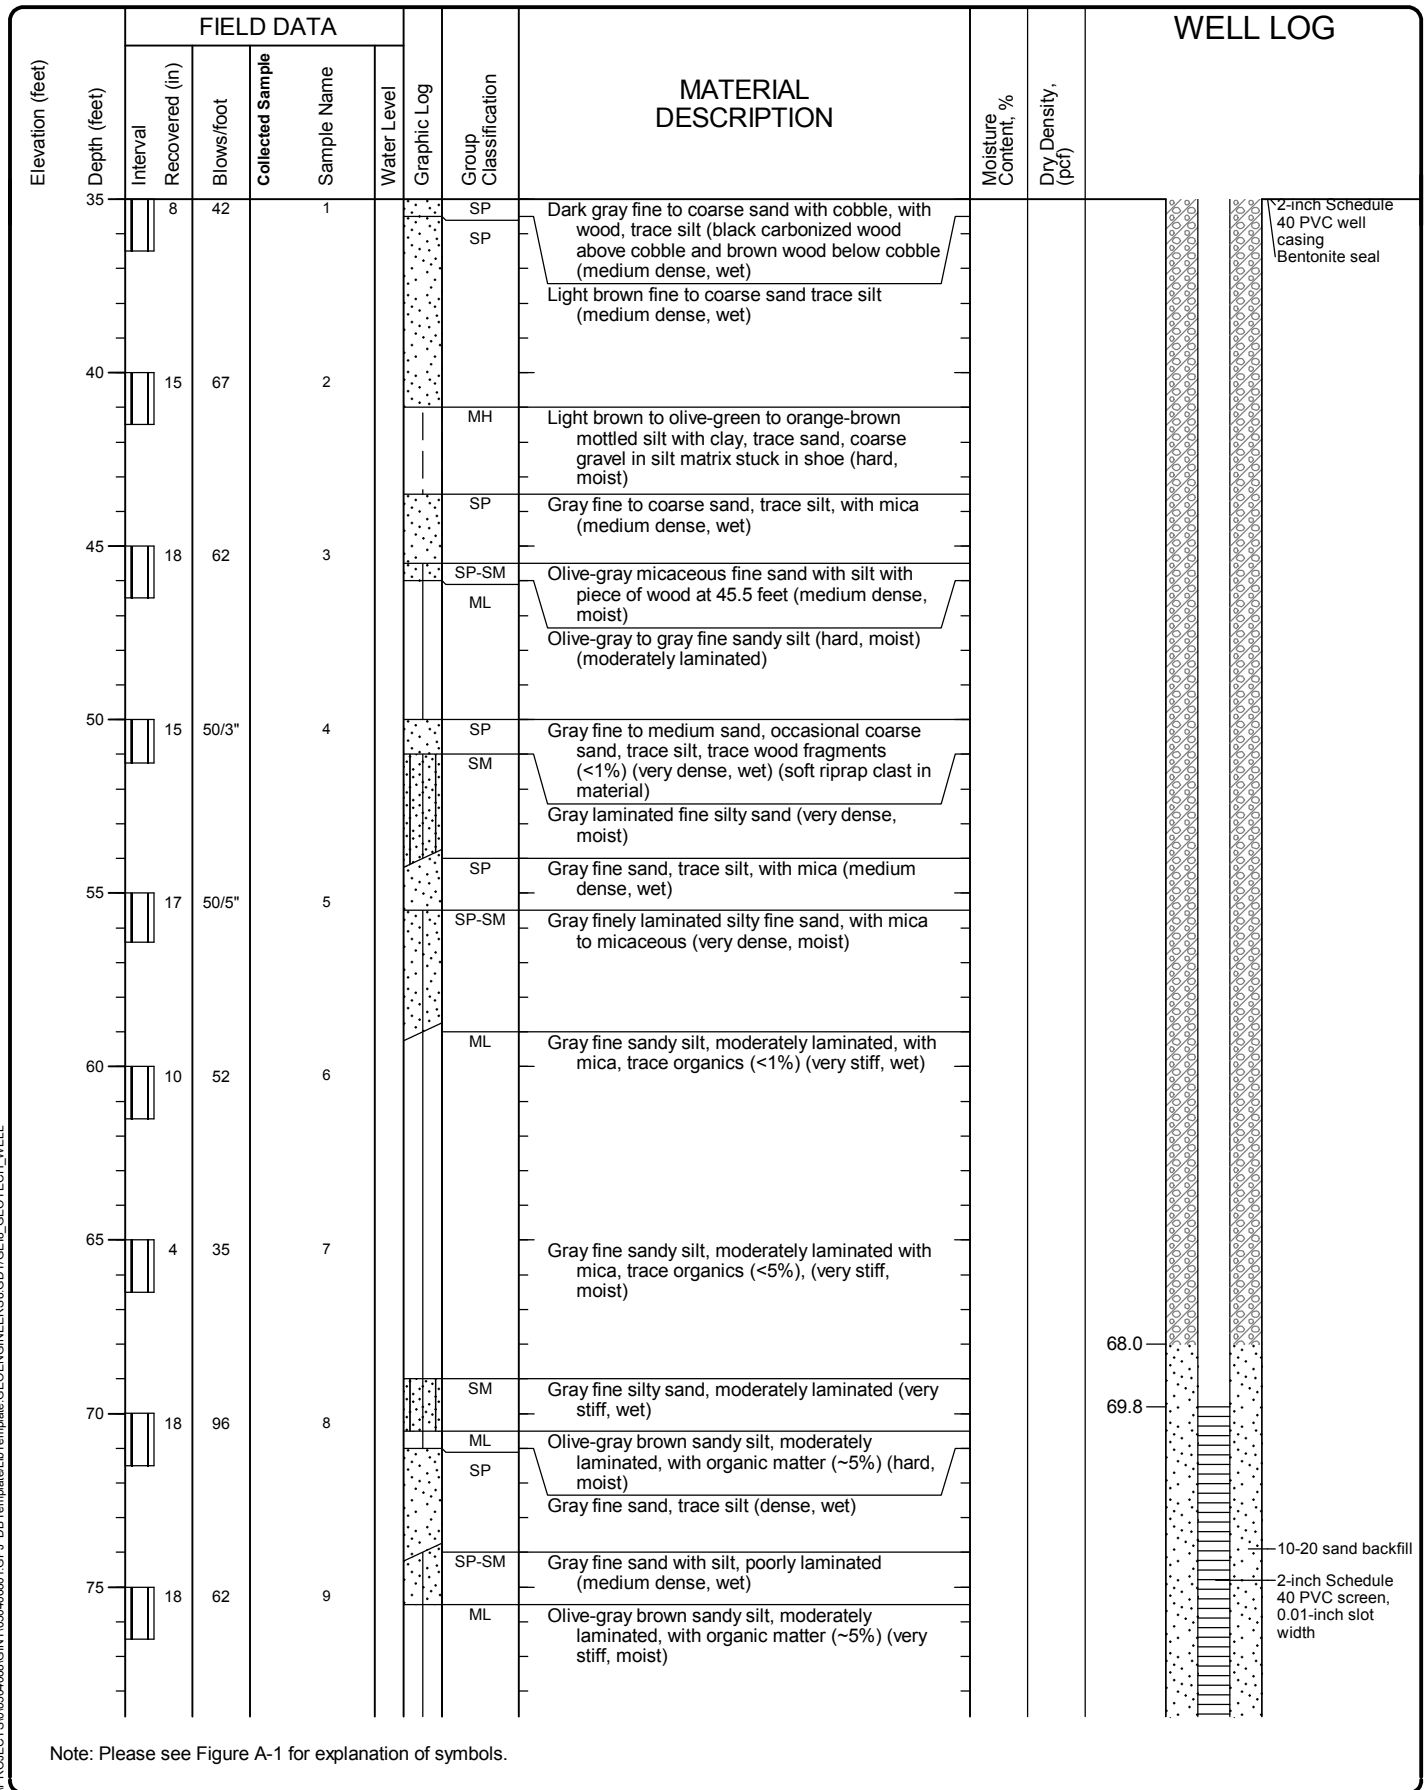 FIELD DATA
WELL LOG
Elevation (feet)
Depth (feet)
Interval
Recovered (in)
Blows/foot
Collected Sample
Sample Name
Water Level
Graphic Log
Group
Classification
MATERIAL
DESCRIPTION
Moisture
Content, %
Dry Density,
(pcf)
35
8
42
1
SP
Dark gray fine to coarse sand with cobble, with
wood, trace silt (black carbonized wood
above cobble and brown wood below cobble
(medium dense, wet)
SP
Light brown fine to coarse sand trace silt
(medium dense, wet)
2-inch Schedule
40 PVC well
casing
Bentonite seal
40
15
67
2
MH
Light brown to olive-green to orange-brown
mottled silt with clay, trace sand, coarse
gravel in silt matrix stuck in shoe (hard,
moist)
SP
Gray fine to coarse sand, trace silt, with mica
(medium dense, wet)
45
18
62
3
SP-SM
Olive-gray micaceous fine sand with silt with
piece of wood at 45.5 feet (medium dense,
moist)
ML
Olive-gray to gray fine sandy silt (hard, moist)
(moderately laminated)
50
15
50/3"
4
SP
Gray fine to medium sand, occasional coarse
sand, trace silt, trace wood fragments
(<1%) (very dense, wet) (soft riprap clast in
material)
SM
Gray laminated fine silty sand (very dense,
moist)
SP
Gray fine sand, trace silt, with mica (medium
dense, wet)
55
17
50/5"
5
SP-SM
Gray finely laminated silty fine sand, with mica
to micaceous (very dense, moist)
ML
Gray fine sandy silt, moderately laminated, with
mica, trace organics (<1%) (very stiff, wet)
60
10
52
6
65
4
35
7
Gray fine sandy silt, moderately laminated with
mica, trace organics (<5%), (very stiff,
moist)
68.0
SM
Gray fine silty sand, moderately laminated (very
stiff, wet)
69.8
70
18
96
8
ML
Olive-gray brown sandy silt, moderately
laminated, with organic matter (~5%) (hard,
moist)
SP
Gray fine sand, trace silt (dense, wet)
SP-SM
Gray fine sand with silt, poorly laminated
(medium dense, wet)
10-20 sand backfill
2-inch Schedule
40 PVC screen,
0.01-inch slot
width
75
18
62
9
ML
Olive-gray brown sandy silt, moderately
laminated, with organic matter (~5%) (very
stiff, moist)
Note: Please see Figure A-1 for explanation of symbols.